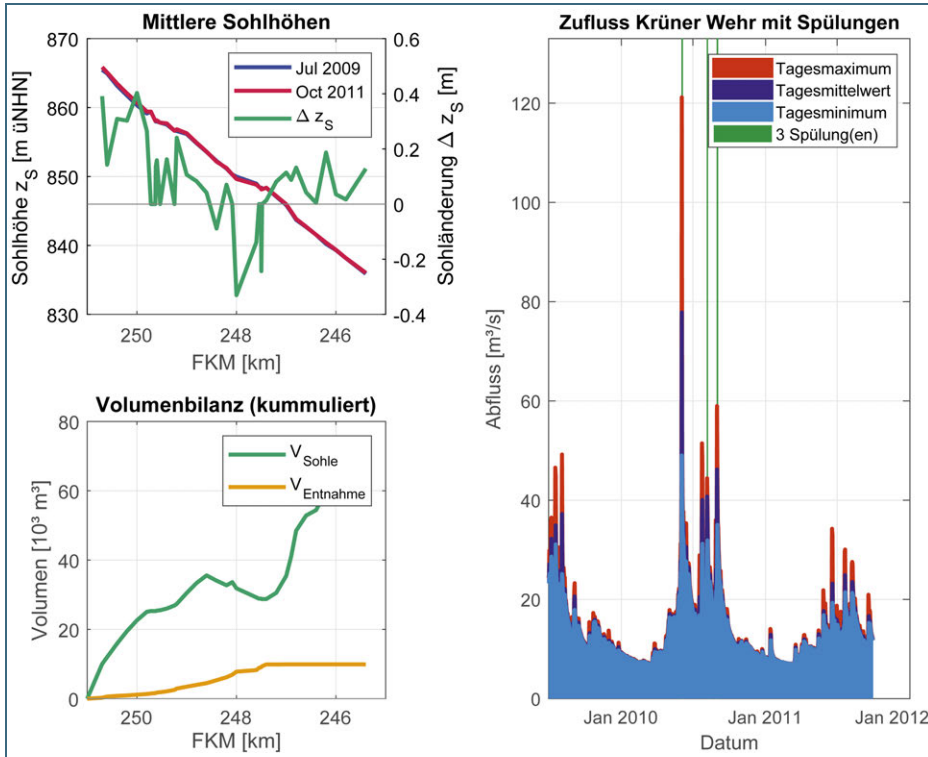 Mittlere Sohlhöhen
870
860
850
840
830
Sohlhöhe z_S [m üNHN]
0.6
0.4
0.2
0
-0.2
-0.4
Sohländerung Δ z_S [m]
Jul 2009
Oct 2011
Δ z_S
250
248
246
FKM [km]
Volumenbilanz (kummuliert)
80
60
40
20
0
Volumen [10³ m³]
V_Sohle
V_Entnahme
250
248
246
FKM [km]
Zufluss Krüner Wehr mit Spülungen
120
100
80
60
40
20
0
Abfluss [m³/s]
Tagesmaximum
Tagesmittelwert
Tagesminimum
3 Spülung(en)
Jan 2010
Jan 2011
Jan 2012
Datum